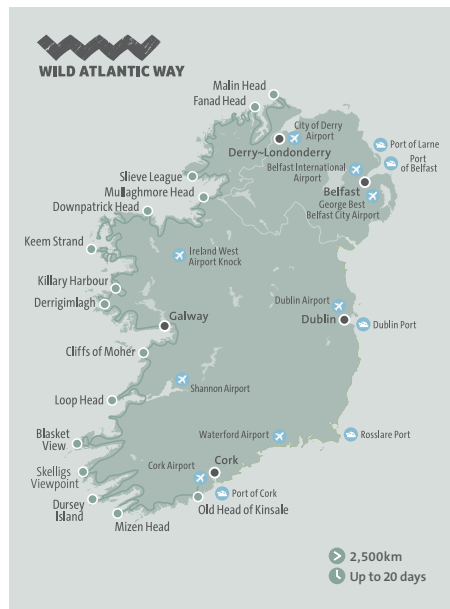 WILD ATLANTIC WAY
Malin Head
Fanad Head
City of Derry
Airport
Derry~Londonderry
Port of Larne
Belfast International
Airport
Port
of Belfast
Slieve League
Belfast
Mullaghmore Head
George Best
Belfast City Airport
Downpatrick Head
Keem Strand
Ireland West
Airport Knock
Killary Harbour
Derrigimlagh
Dublin Airport
Galway
Dublin
Dublin Port
Cliffs of Moher
Shannon Airport
Loop Head
Blasket
View
Waterford Airport
Rosslare Port
Skelligs
Viewpoint
Cork Airport
Cork
Port of Cork
Dursey
Island
Old Head of Kinsale
Mizen Head
2,500km
Up to 20 days